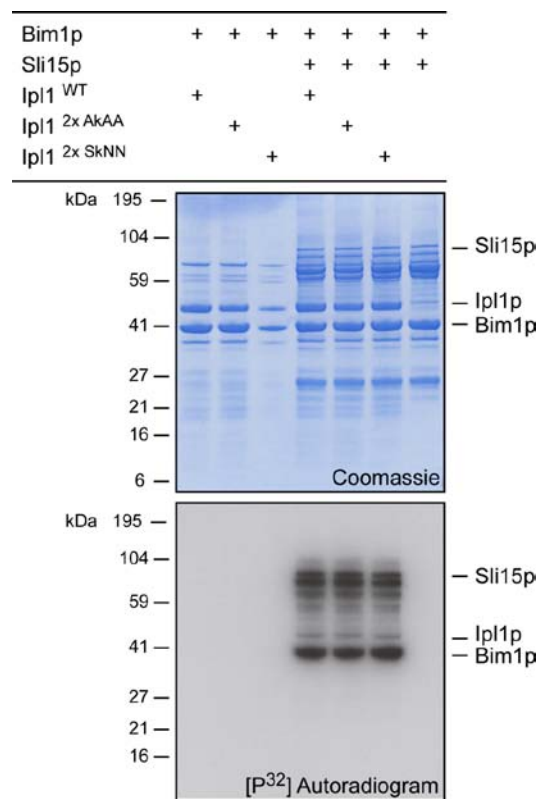 Bim1p + + + + + + +
Sli15p + + + +
Ipl1 WT + +
Ipl1 2x AkAA + +
Ipl1 2x SkNN + +
kDa 195
104
59
41
27
21
16
6
Sli15p
Ipl1p
Bim1p
Coomassie
kDa 195
104
59
41
27
21
16
Sli15p
Ipl1p
Bim1p
[P32] Autoradiogram